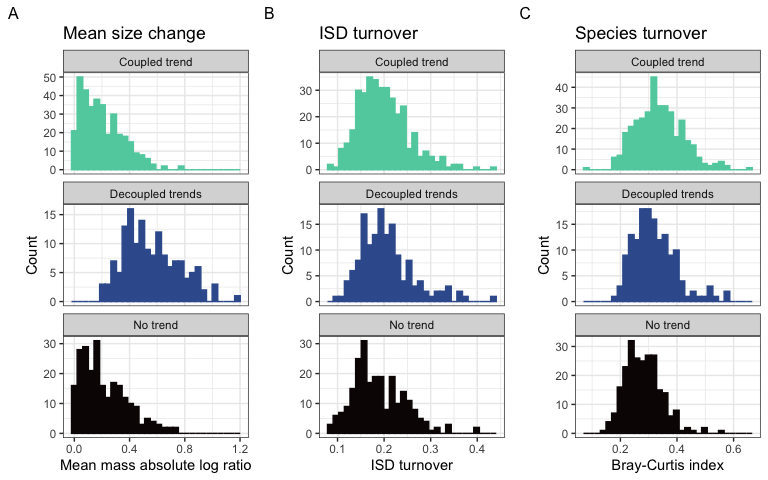 A
Mean size change
Coupled trend
50
40
30
20
10
0
Decoupled trends
15
10
5
0
No trend
30
20
10
0
0.0 0.4 0.8 1.2
Count
Mean mass absolute log ratio
B
ISD turnover
Coupled trend
30
20
10
0
Decoupled trends
15
10
5
0
No trend
30
20
10
0
0.1 0.2 0.3 0.4
Count
ISD turnover
C
Species turnover
Coupled trend
40
30
20
10
0
Decoupled trends
15
10
5
0
No trend
30
20
10
0
0.2 0.4 0.6
Count
Bray-Curtis index